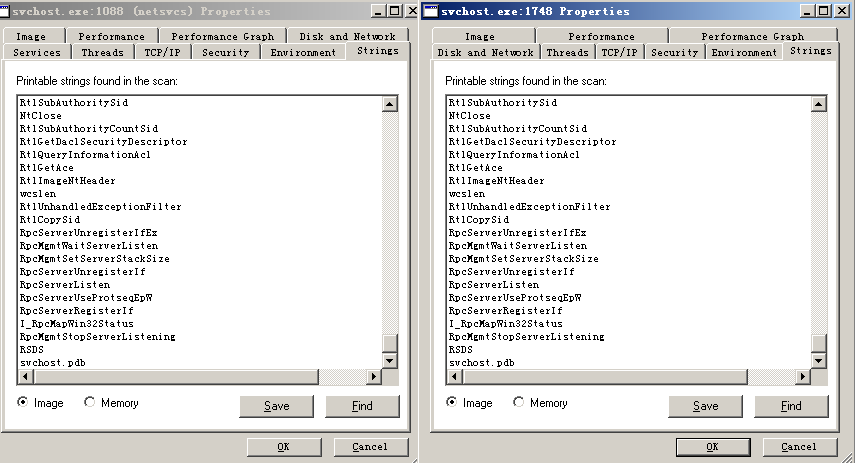 svchost.exe:1088 (netsvcs) Properties
Image Performance Performance Graph Disk and Network
Services Threads TCP/IP Security Environment Strings
Printable strings found in the scan:
RtlSubAuthoritySid
NtClose
RtlSubAuthorityCountSid
RtlGetDaclSecurityDescriptor
RtlQueryInformationAcl
RtlGetAce
RtlImageNtHeader
wcslen
RtlUnhandledExceptionFilter
RtlCopySid
RpcServerUnregisterIfEx
RpcMgmtWaitServerListen
RpcMgmtSetServerStackSize
RpcServerUnregisterIf
RpcServerListen
RpcServerUseProtseqEpW
RpcServerRegisterIf
I_RpcMapWin32Status
RpcMgmtStopServerListening
RSDS
svchost.pdb
Image Memory Save Find
OK Cancel
svchost.exe:1748 Properties
Image Performance Performance Graph
Disk and Network Threads TCP/IP Security Environment Strings
Printable strings found in the scan:
RtlSubAuthoritySid
NtClose
RtlSubAuthorityCountSid
RtlGetDaclSecurityDescriptor
RtlQueryInformationAcl
RtlGetAce
RtlImageNtHeader
wcslen
RtlUnhandledExceptionFilter
RtlCopySid
RpcServerUnregisterIfEx
RpcMgmtWaitServerListen
RpcMgmtSetServerStackSize
RpcServerUnregisterIf
RpcServerListen
RpcServerUseProtseqEpW
RpcServerRegisterIf
I_RpcMapWin32Status
RpcMgmtStopServerListening
RSDS
svchost.pdb
Image Memory Save Find
OK Cancel